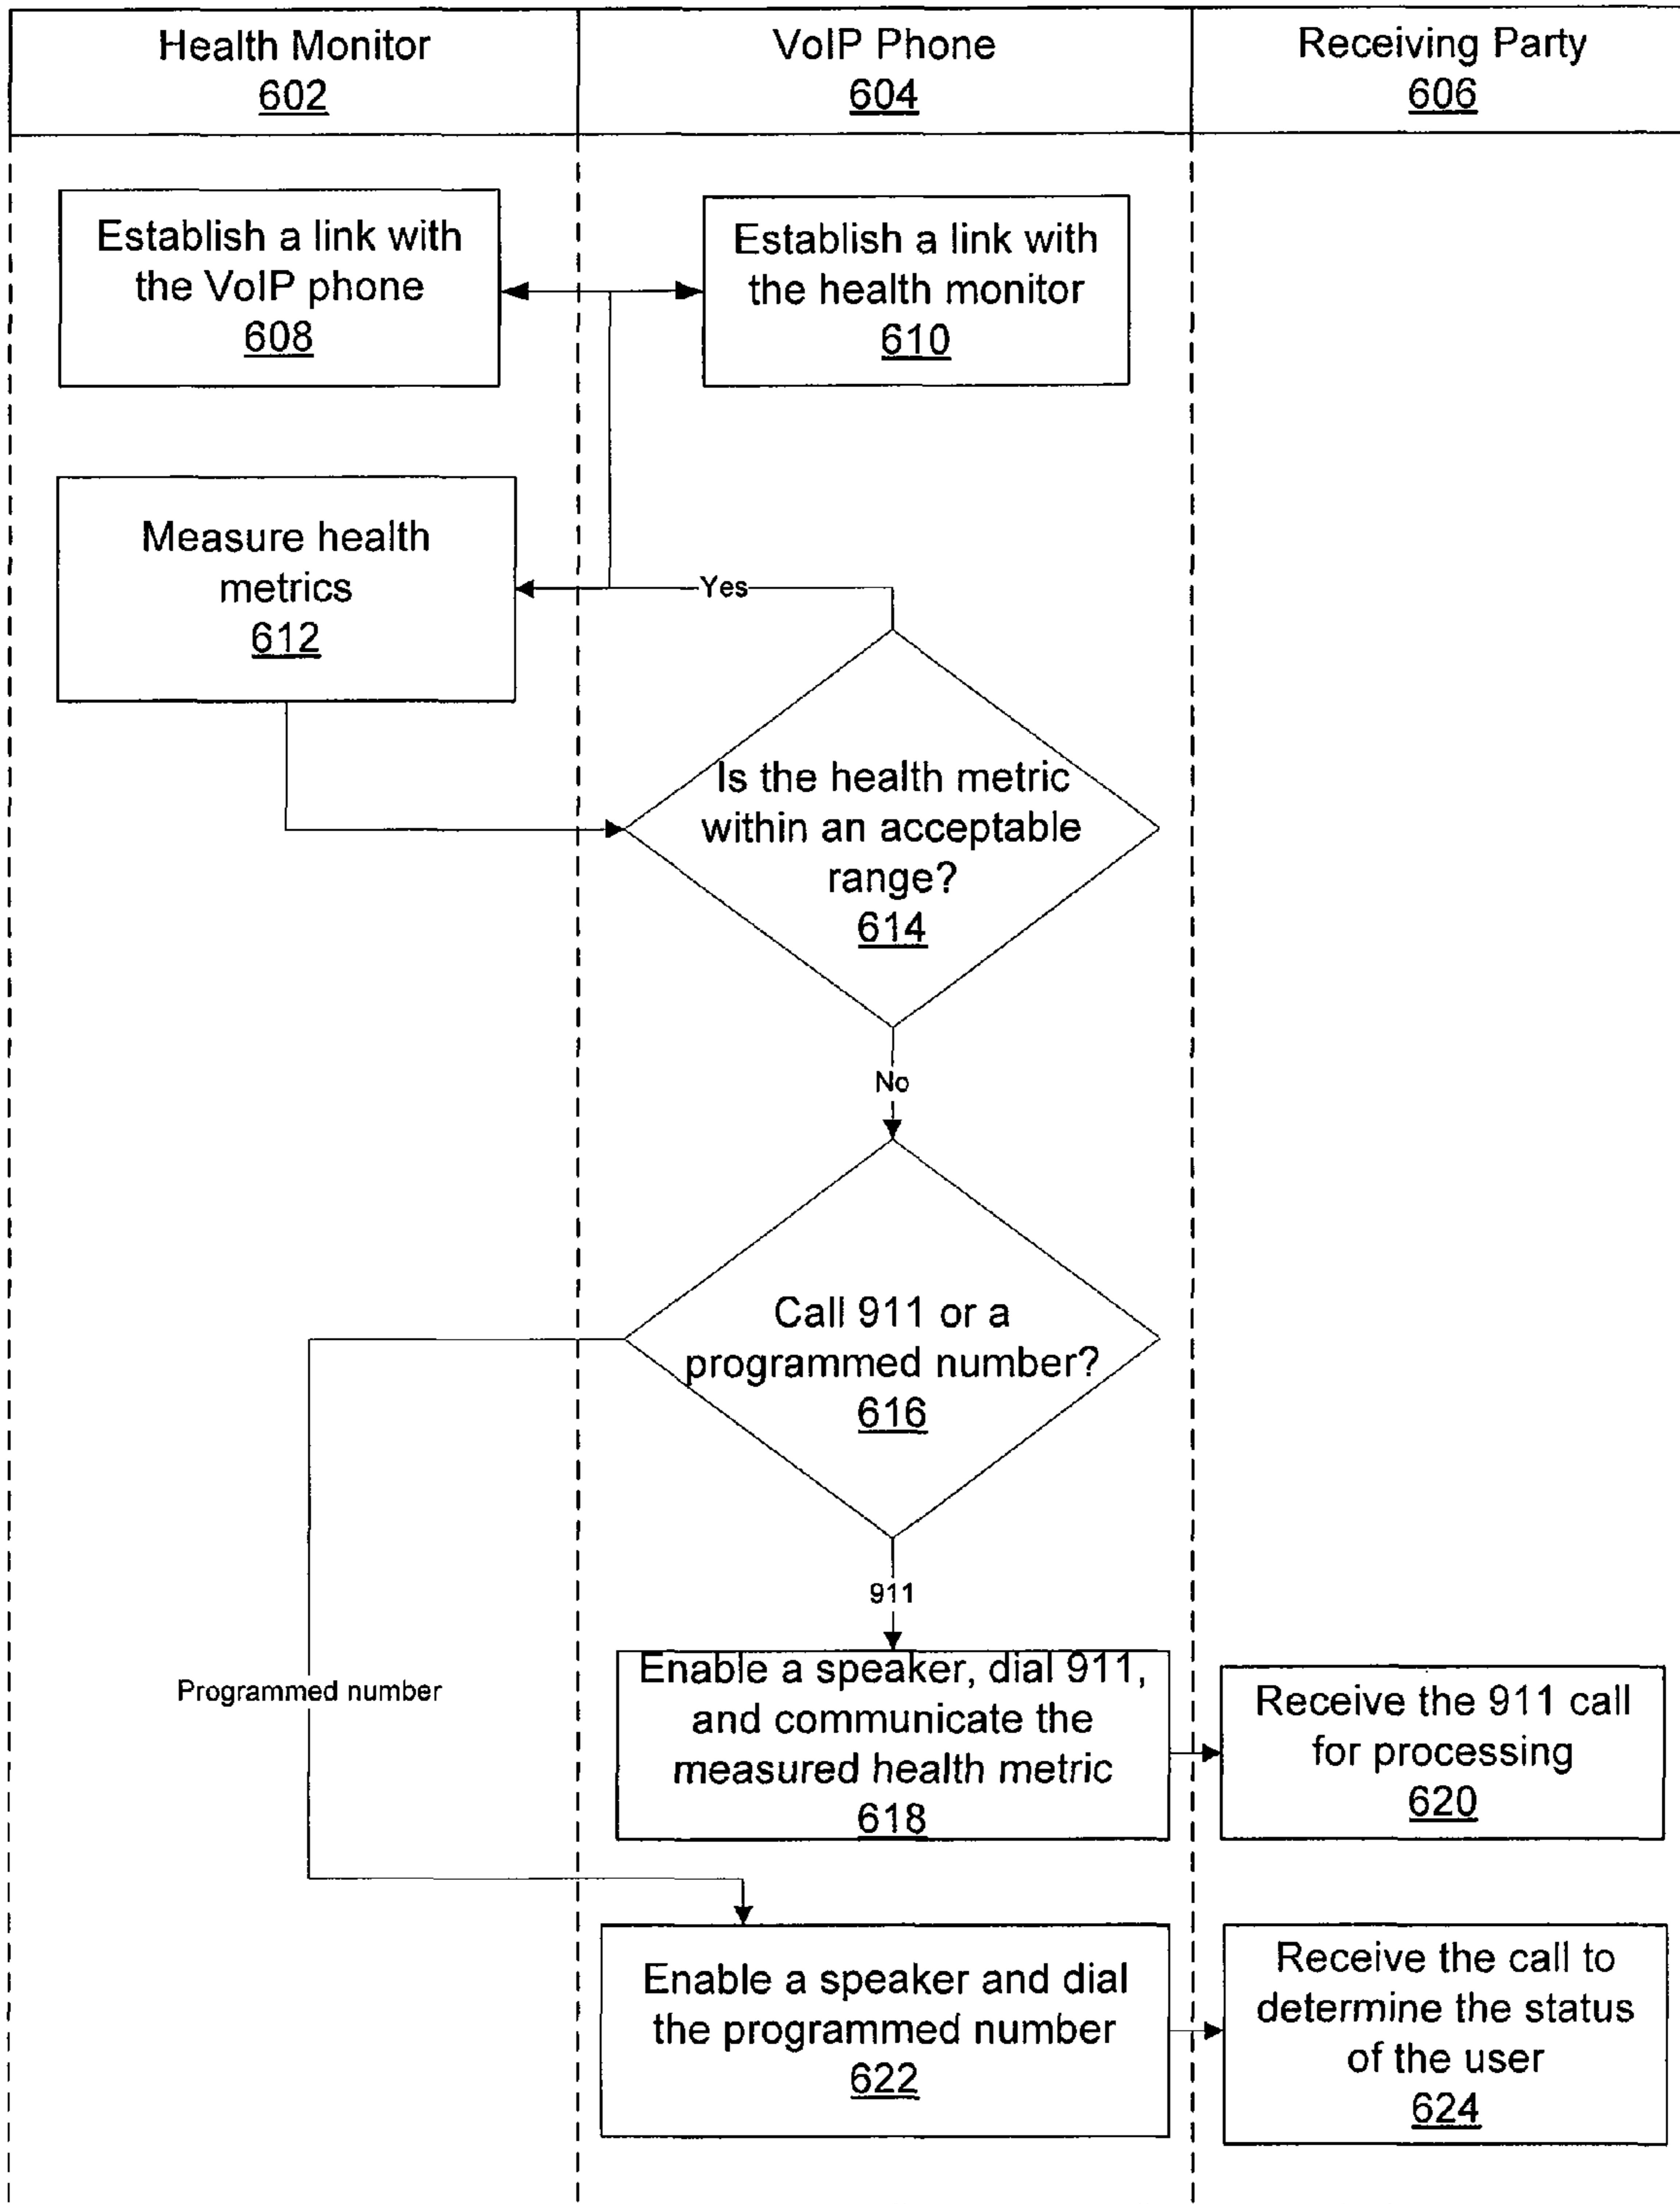 Health Monitor
602
VoIP Phone
604
Receiving Party
606
Establish a link with
the VoIP phone
608
Establish a link with
the health monitor
610
Measure health
metrics
612
Yes
Is the health metric
within an acceptable
range?
614
No
Call 911 or a
programmed number?
616
911
Programmed number
Enable a speaker, dial 911,
and communicate the
measured health metric
618
Receive the 911 call
for processing
620
Enable a speaker and dial
the programmed number
622
Receive the call to
determine the status
of the user
624